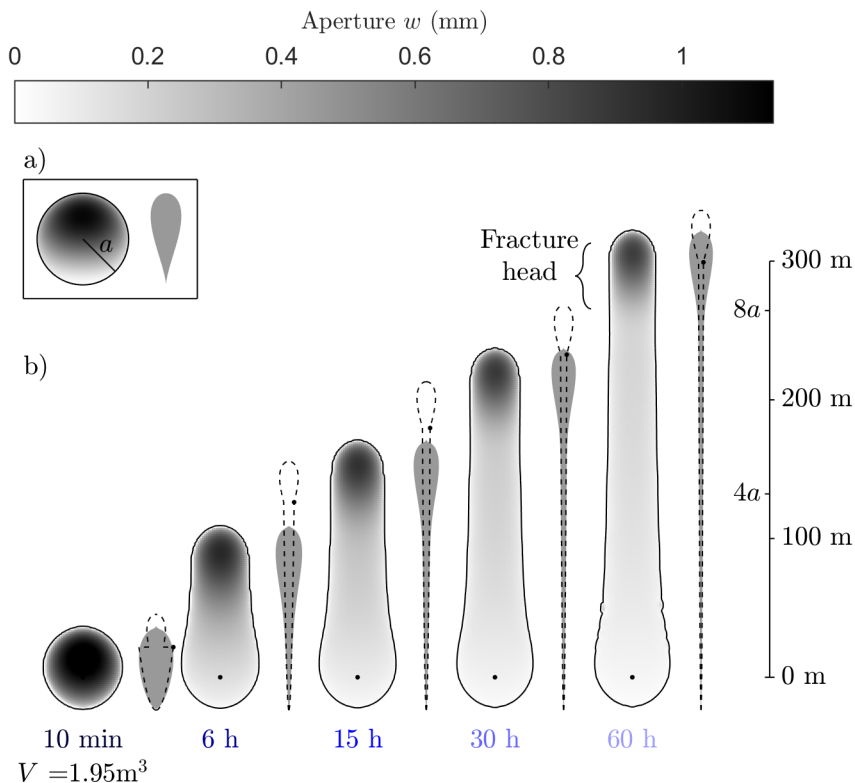 Aperture w (mm)
0 0.2 0.4 0.6 0.8 1
a)
a
Fracture
head
300 m
8a
b)
200 m
4a
100 m
0 m
10 min 6 h 15 h 30 h 60 h
V =1.95m³